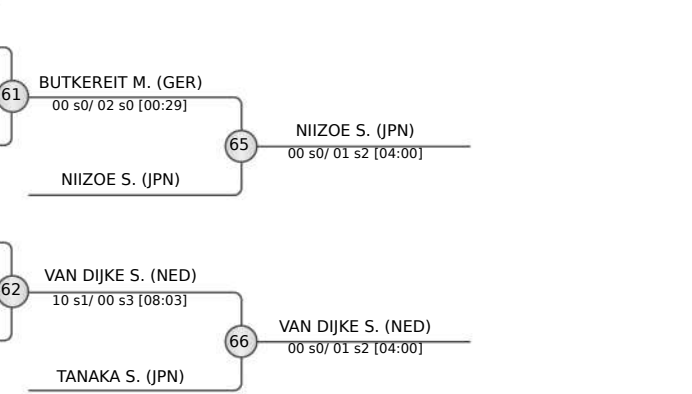 BUTKEREIT M. (GER)
61
00 s0/ 02 s0 [00:29]
NIIZOE S. (JPN)
65
00 s0/ 01 s2 [04:00]
NIIZOE S. (JPN)
VAN DIJKE S. (NED)
62
10 s1/ 00 s3 [08:03]
VAN DIJKE S. (NED)
66
00 s0/ 01 s2 [04:00]
TANAKA S. (JPN)